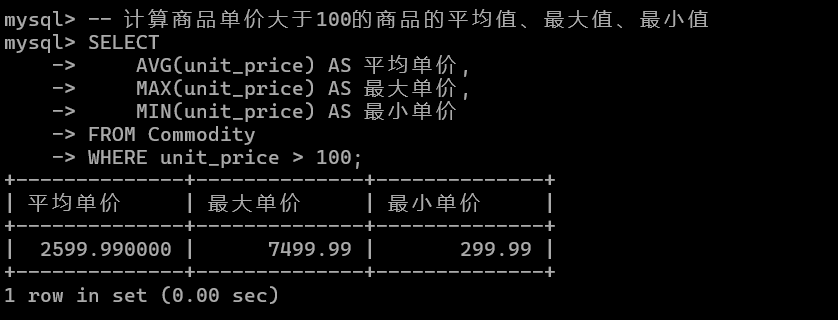 mysql> -- 计算商品单价大于100的商品的平均值、最大值、最小值
mysql> SELECT
    ->     AVG(unit_price) AS 平均单价,
    ->     MAX(unit_price) AS 最大单价,
    ->     MIN(unit_price) AS 最小单价
    -> FROM Commodity
    -> WHERE unit_price > 100;
+--------------+--------------+--------------+
| 平均单价     | 最大单价     | 最小单价     |
+--------------+--------------+--------------+
|  2599.990000 |      7499.99 |       299.99 |
+--------------+--------------+--------------+
1 row in set (0.00 sec)